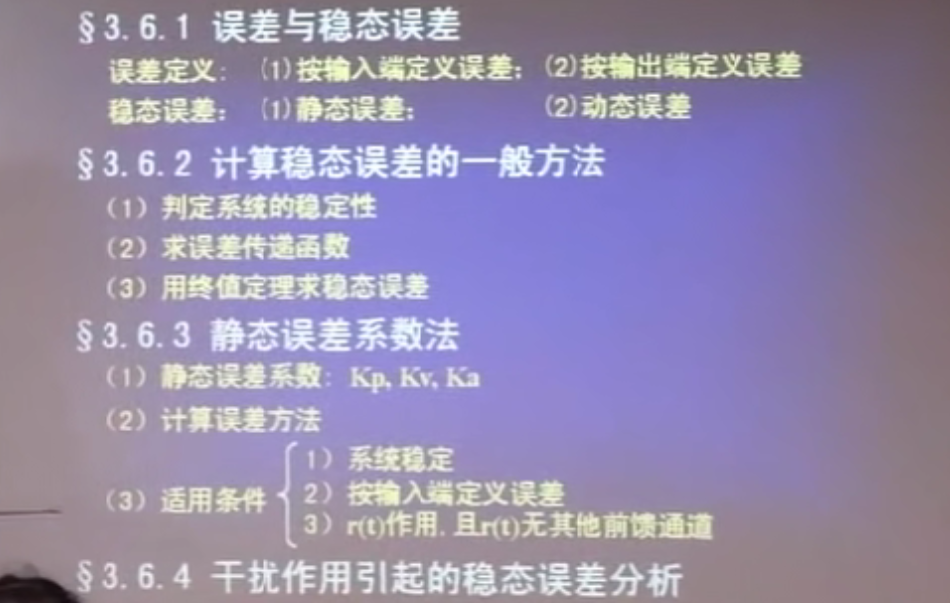 §3.6.1 误差与稳态误差
误差定义: (1)按输入端定义误差; (2)按输出端定义误差
稳态误差: (1)静态误差; (2)动态误差
§3.6.2 计算稳态误差的一般方法
(1) 判定系统的稳定性
(2) 求误差传递函数
(3) 用终值定理求稳态误差
§3.6.3 静态误差系数法
(1) 静态误差系数: Kp, Kv, Ka
(2) 计算误差方法
(3) 适用条件
1) 系统稳定
2) 按输入端定义误差
3) r(t)作用, 且r(t)无其他前馈通道
§3.6.4 干扰作用引起的稳态误差分析